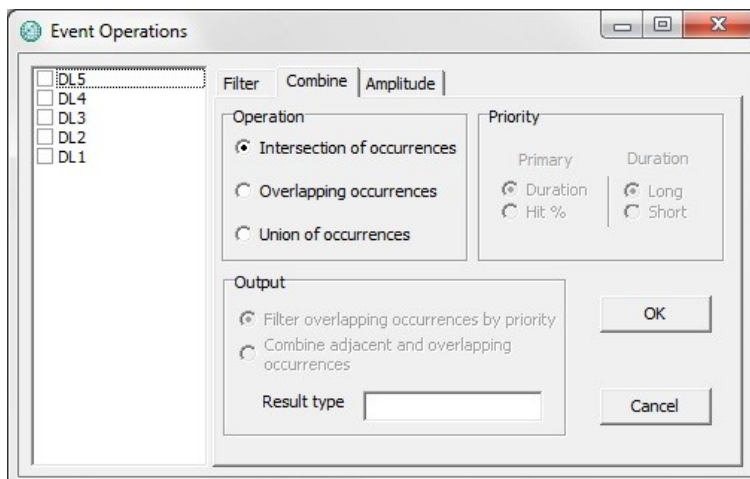 Event Operations
DL5
DL4
DL3
DL2
DL1
Filter Combine Amplitude
Operation
Intersection of occurrences
Overlapping occurrences
Union of occurrences
Priority
Primary Duration
Duration Long
Hit % Short
Output
Filter overlapping occurrences by priority
Combine adjacent and overlapping
occurrences
Result type
OK
Cancel